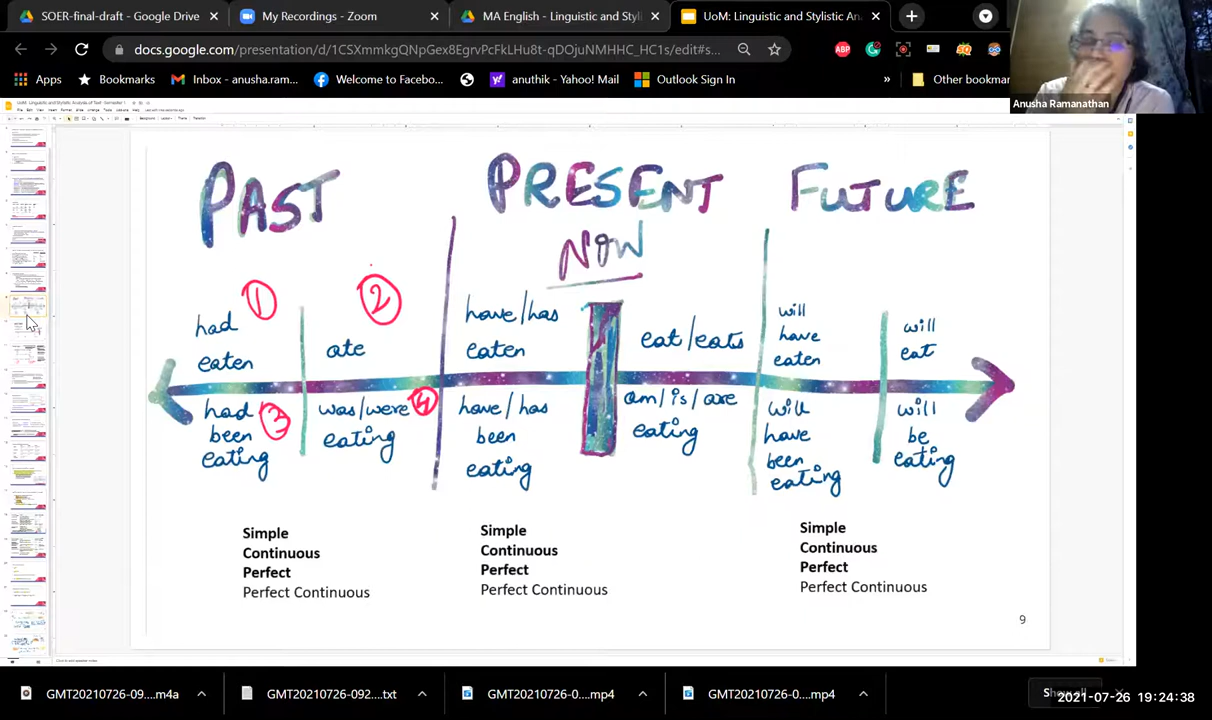 SOER-final-draft - Google Drive
My Recordings - Zoom
MA English - Linguistic and Styli
UoM: Linguistic and Stylistic An
docs.google.com/presentation/d/1CSXmmkgQNpGex8EgrvPcFkLHu8t-qDOjuNMHHC_HC1s/edit#s...
ABP
Apps
Bookmarks
Inbox - anusha.ram...
Welcome to Facebo...
anuthik - Yahoo! Mail
Outlook Sign In
»
Other bookmar
Anusha Ramanathan
PAST
PRESENT
FUTURE
NOW
1
2
had
eaten
ate
have/has
eaten
eat/eats
will
have
eaten
will
eat
had
been
eating
3
was/were
eating
4
have/has
been
eating
am/is/are
eating
will
have
been
eating
will
be
eating
Simple
Continuous
Perfect
Perfect Continuous
Simple
Continuous
Perfect
Perfect Continuous
Simple
Continuous
Perfect
Perfect Continuous
9
GMT20210726-09....m4a
GMT20210726-092....txt
GMT20210726-0....mp4
GMT20210726-0....mp4
2021-07-26 19:24:38